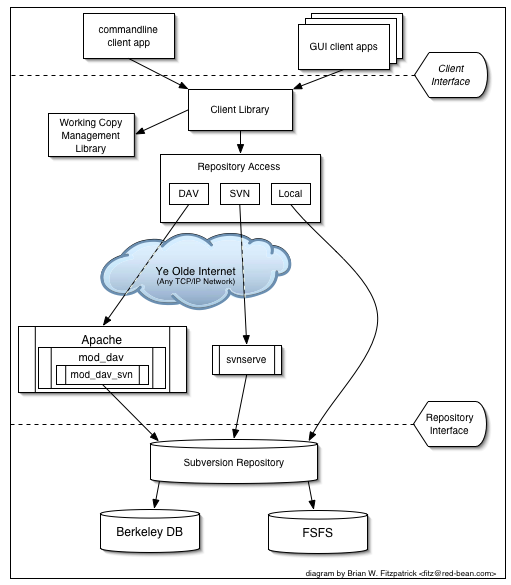 commandline
client app
GUI client apps
Client
Interface
Client Library
Working Copy
Management
Library
Repository Access
DAV
SVN
Local
Ye Olde Internet
(Any TCP/IP Network)
Apache
mod_dav
mod_dav_svn
svnserve
Repository
Interface
Subversion Repository
Berkeley DB
FSFS
diagram by Brian W. Fitzpatrick <fitz@red-bean.com>